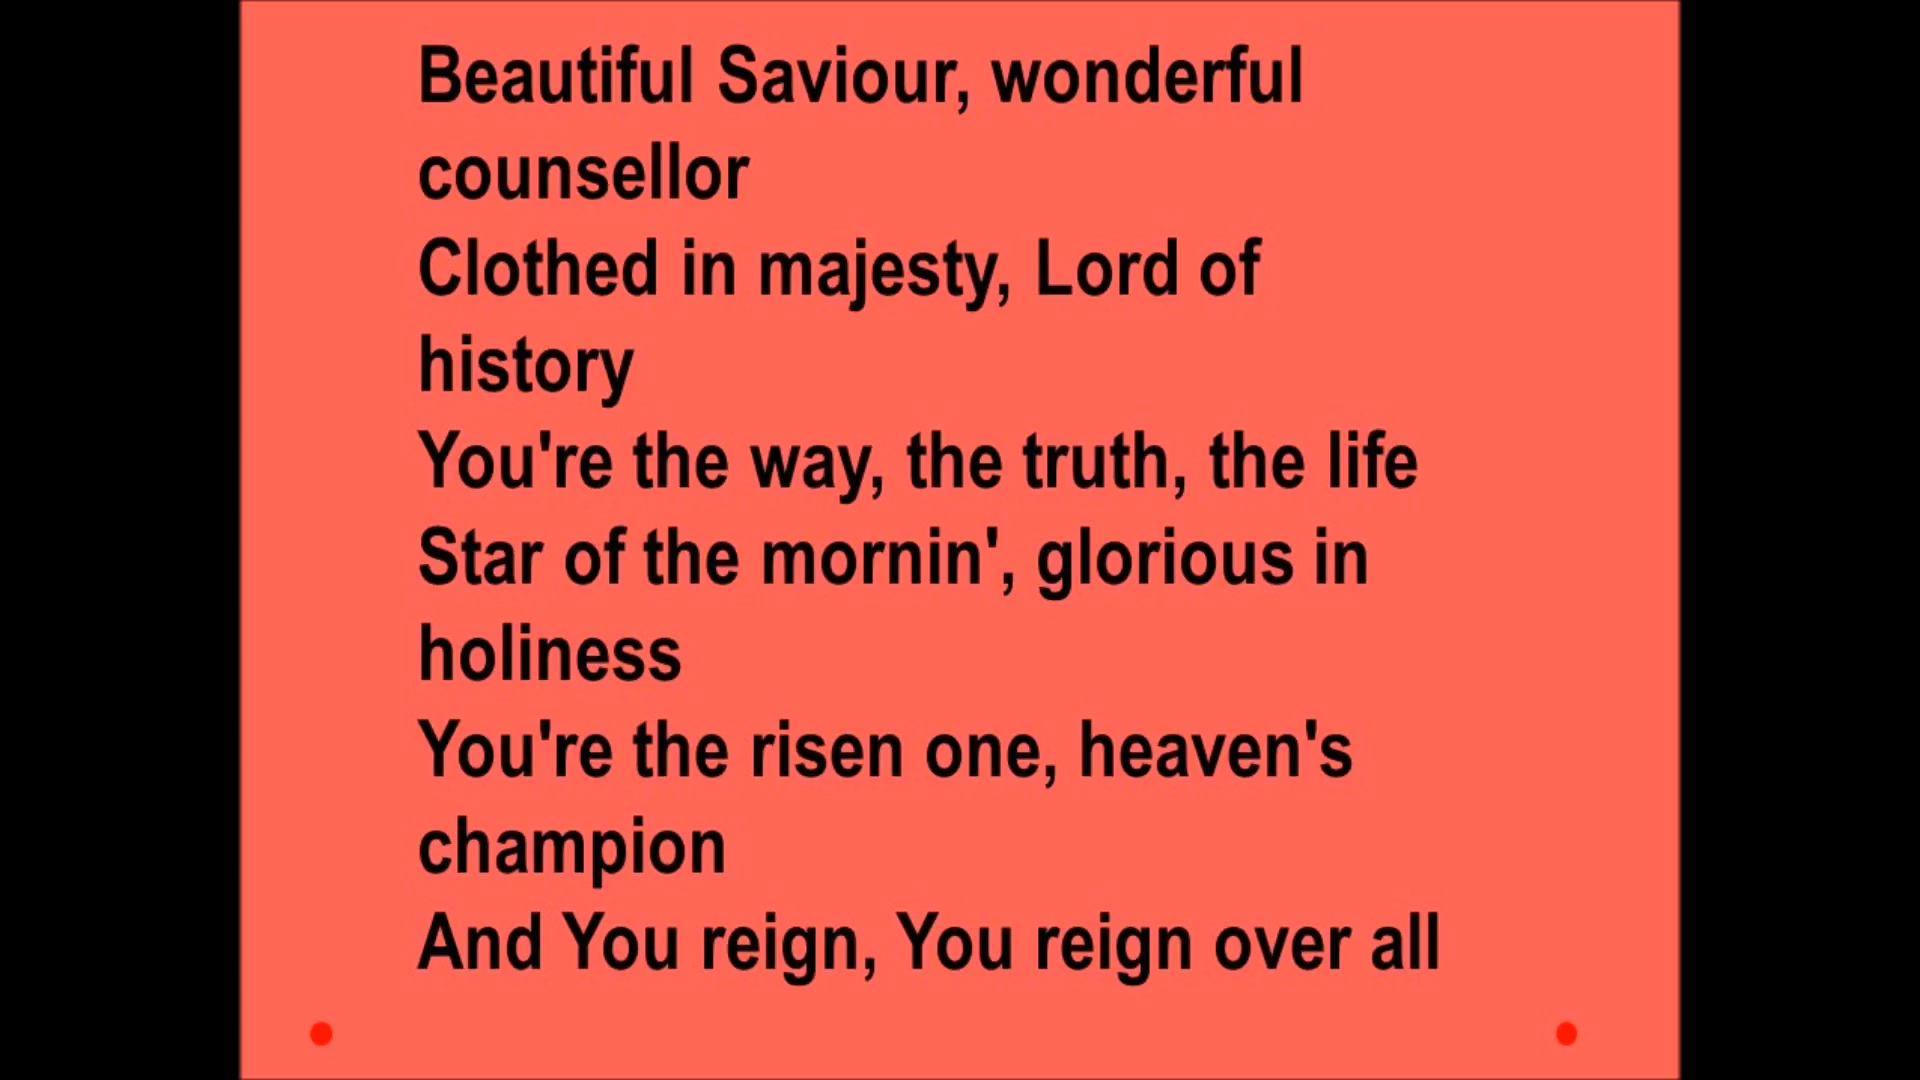 Beautiful Saviour, wonderful
counsellor
Clothed in majesty, Lord of
history
You're the way, the truth, the life
Star of the mornin', glorious in
holiness
You're the risen one, heaven's
champion
And You reign, You reign over all